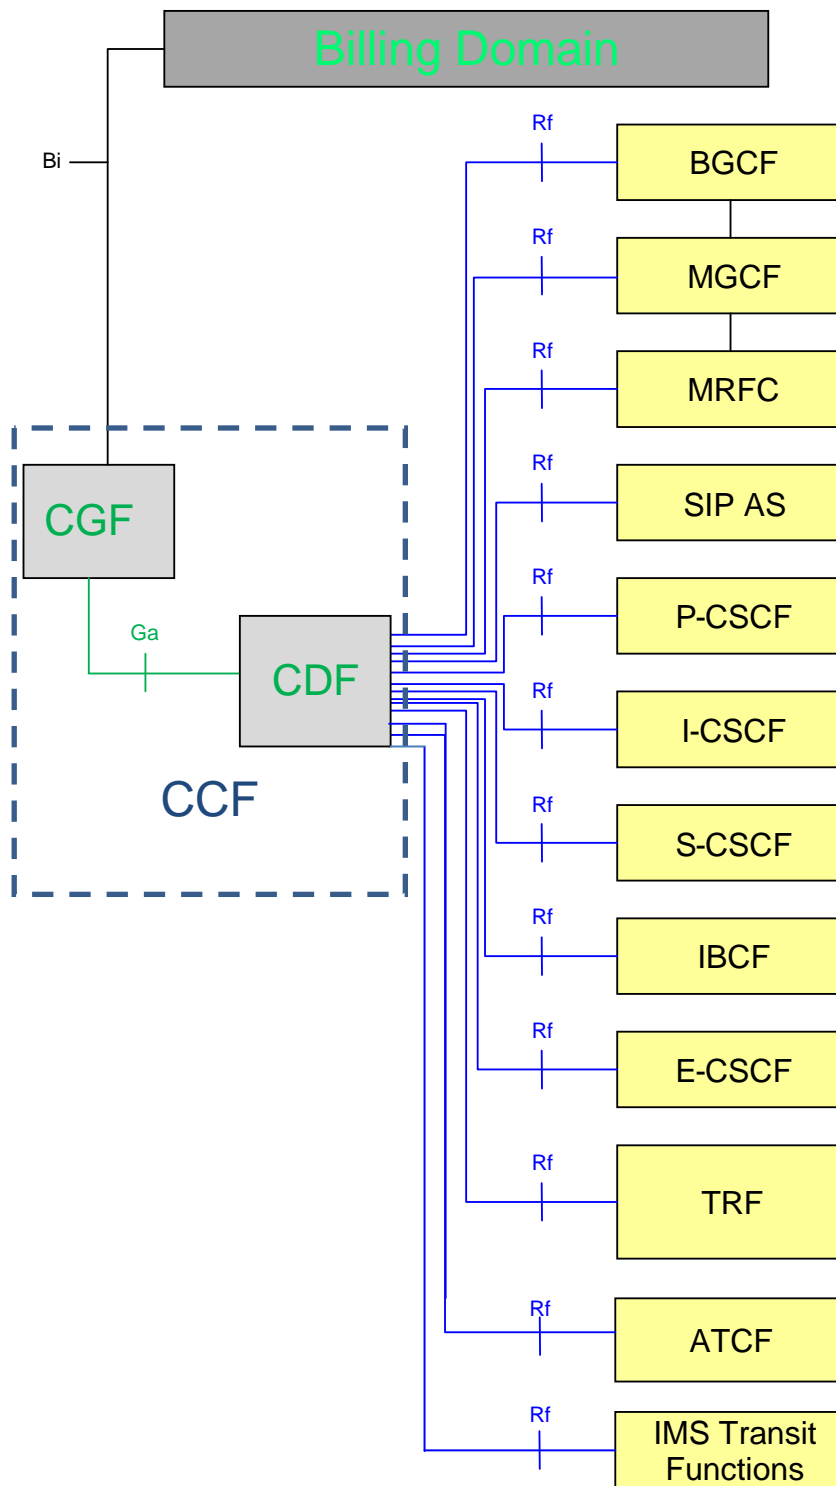 Billing Domain
Bi
Rf
BGCF
Rf
MGCF
Rf
MRFC
Rf
SIP AS
CGF
Rf
P-CSCF
Ga
CDF
Rf
I-CSCF
CCF
Rf
S-CSCF
Rf
IBCF
Rf
E-CSCF
Rf
TRF
Rf
ATCF
Rf
IMS Transit
Functions